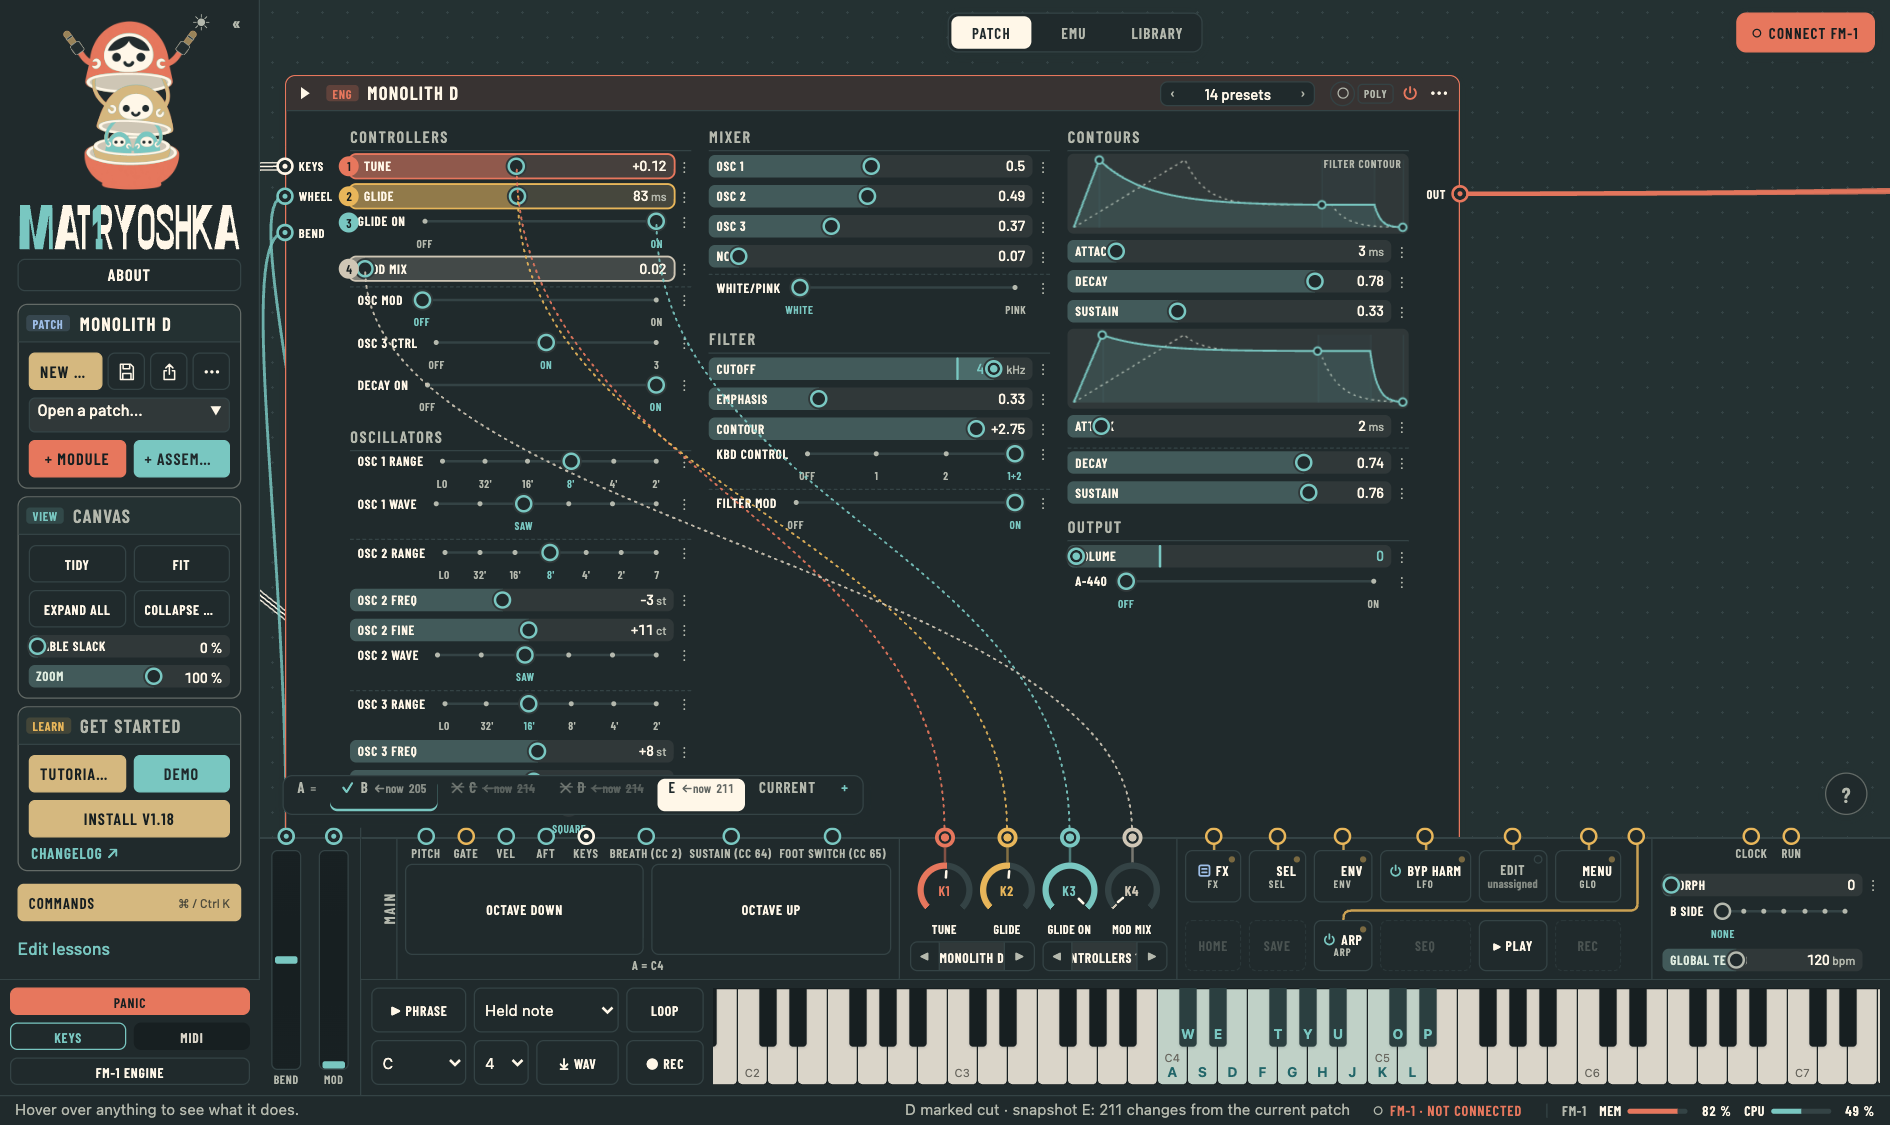 «
PATCH EMU LIBRARY
CONNECT FM-1
MATRYOSHKA
ABOUT
PATCH MONOLITH D
NEW ...
Open a patch...
+ MODULE + ASSEM...
VIEW CANVAS
TIDY FIT
EXPAND ALL COLLAPSE ...
BLE SLACK 0 %
ZOOM 100 %
LEARN GET STARTED
TUTORIA... DEMO
INSTALL V1.18
CHANGELOG ↗
COMMANDS ⌘ / Ctrl K
Edit lessons
PANIC
KEYS MIDI
FM-1 ENGINE
ENG MONOLITH D
‹ 14 presets ›
POLY
KEYS
WHEEL
BEND
OUT
CONTROLLERS
1 TUNE +0.12
2 GLIDE 83 ms
3 GLIDE ON
OFF ON
4 D MIX 0.02
OSC MOD
OFF ON
OSC 3 CTRL
OFF ON 3
DECAY ON
OFF ON
OSCILLATORS
OSC 1 RANGE
LO 32' 16' 8' 4' 2'
OSC 1 WAVE
SAW
OSC 2 RANGE
LO 32' 16' 8' 4' 2' 7
OSC 2 FREQ -3 st
OSC 2 FINE +11 ct
OSC 2 WAVE
SAW
OSC 3 RANGE
LO 32' 16' 8' 4' 2'
OSC 3 FREQ +8 st
MIXER
OSC 1 0.5
OSC 2 0.49
OSC 3 0.37
NO 0.07
WHITE/PINK
WHITE PINK
FILTER
CUTOFF 4 kHz
EMPHASIS 0.33
CONTOUR +2.75
KBD CONTROL
OFF 1 2 1+2
FILTER MOD
OFF ON
CONTOURS
FILTER CONTOUR
ATTAC 3 ms
DECAY 0.78
SUSTAIN 0.33
ATT K 2 ms
DECAY 0.74
SUSTAIN 0.76
OUTPUT
LUME 0
A-440
OFF ON
A = B ←now 205 C ←now 214 D ←now 214 E ←now 211 CURRENT +
SQUARE
PITCH GATE VEL AFT KEYS BREATH (CC 2) SUSTAIN (CC 64) FOOT SWITCH (CC 65)
MAIN
OCTAVE DOWN OCTAVE UP
A = C4
K1 K2 K3 K4
TUNE GLIDE GLIDE ON MOD MIX
◀ MONOLITH D ▶ ◀ NTROLLERS ▶
FX
FX
SEL
SEL
ENV
ENV
BYP HARM
LFO
EDIT
unassigned
MENU
GLO
HOME SAVE
ARP
ARP
SEQ ▶ PLAY REC
CLOCK RUN
ORPH 0
B SIDE
NONE
GLOBAL TE 120 bpm
?
BEND MOD
▶ PHRASE Held note LOOP
C 4 WAV REC
W E T Y U O P
C4 C5
C2 C3 A S D F G H J K L C6 C7
Hover over anything to see what it does.
D marked cut · snapshot E: 211 changes from the current patch
FM-1 · NOT CONNECTED
FM-1 MEM 82 % CPU 49 %